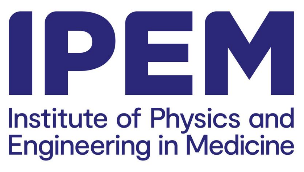 IPEM
Institute of Physics and
Engineering in Medicine